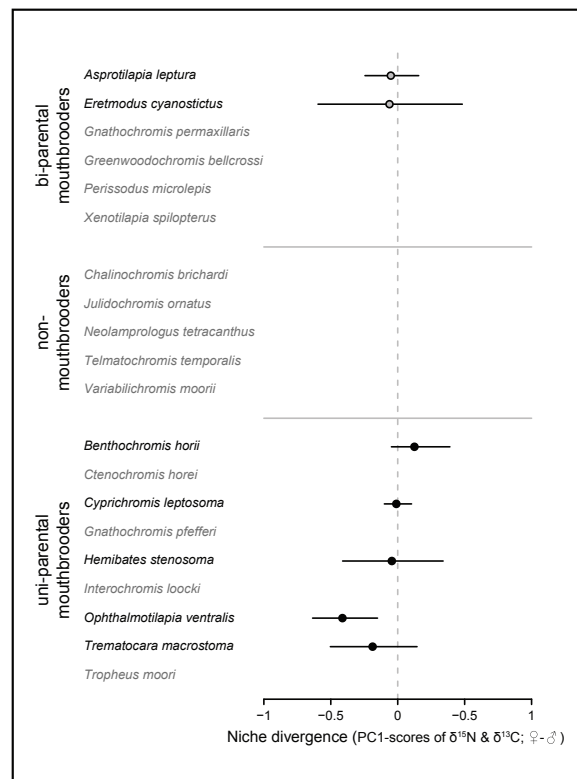 bi-parental
mouthbrooders
Asprotilapia leptura
Eretmodus cyanostictus
Gnathochromis permaxillaris
Greenwoodochromis bellcrossi
Perissodus microlepis
Xenotilapia spilopterus
non-
mouthbrooders
Chalinochromis brichardi
Julidochromis ornatus
Neolamprologus tetracanthus
Telmatochromis temporalis
Variabilichromis moorii
uni-parental
mouthbrooders
Benthochromis horii
Ctenochromis horei
Cyprichromis leptosoma
Gnathochromis pfefferi
Hemibates stenosoma
Interochromis loocki
Ophthalmotilapia ventralis
Trematocara macrostoma
Tropheus moori
−1 −0.5 0 0.5 1
Niche divergence (PC1-scores of δ¹⁵N & δ¹³C; ♀-♂)